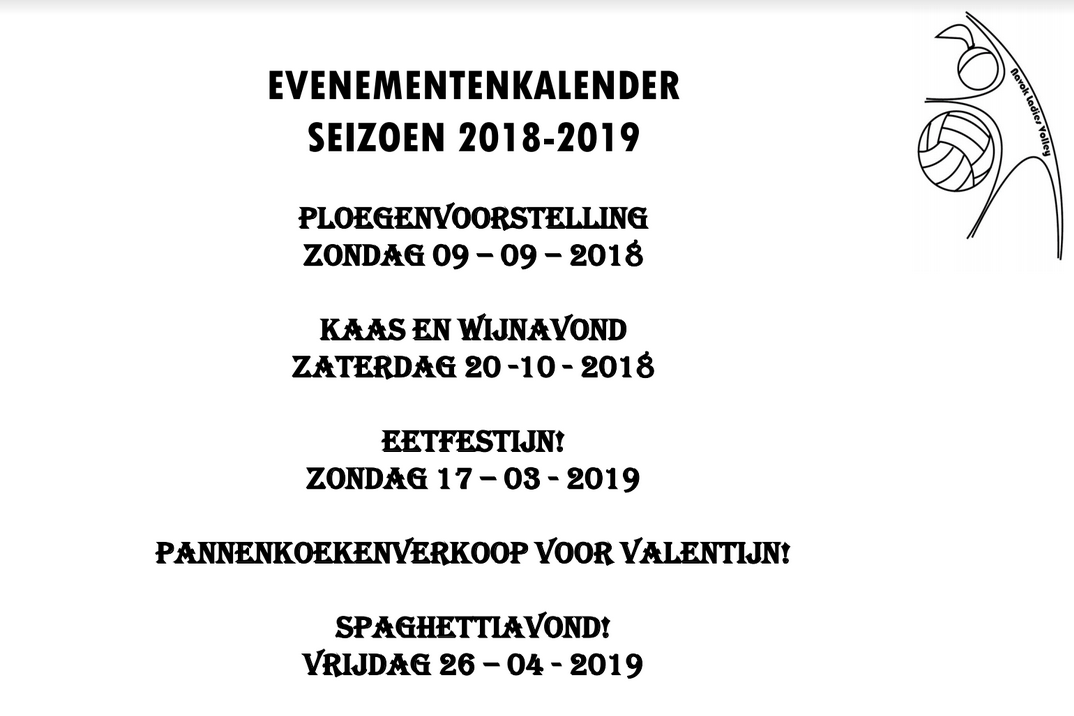 EVENEMENTENKALENDER
SEIZOEN 2018-2019
PLOEGENVOORSTELLING
ZONDAG 09 – 09 – 2018
KAAS EN WIJNAVOND
ZATERDAG 20 -10 - 2018
EETFESTIJN!
ZONDAG 17 – 03 - 2019
PANNENKOEKENVERKOOP VOOR VALENTIJN!
SPAGHETTIAVOND!
VRIJDAG 26 – 04 - 2019
Navok Ladies Volley